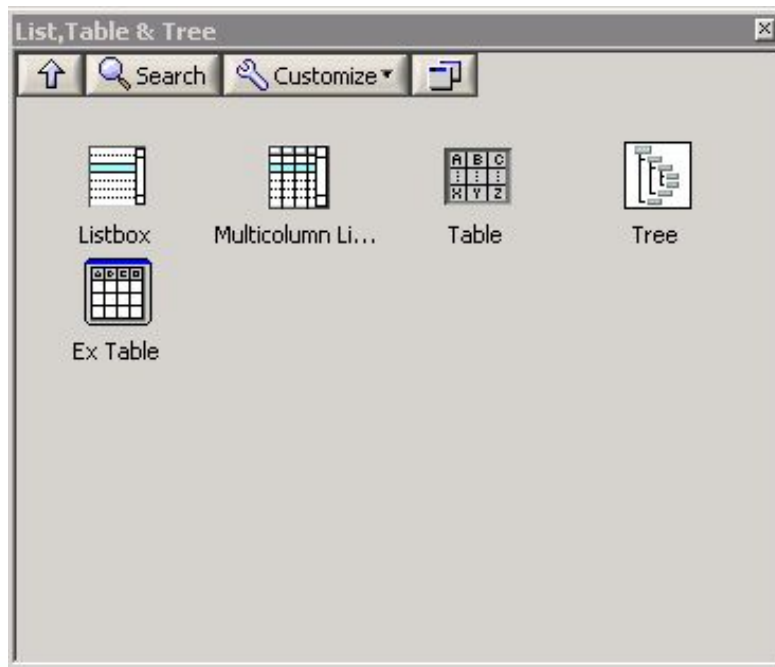 List,Table & Tree
Search Customize
A B C
X Y Z
Listbox Multicolumn Li... Table Tree
A B C D
Ex Table